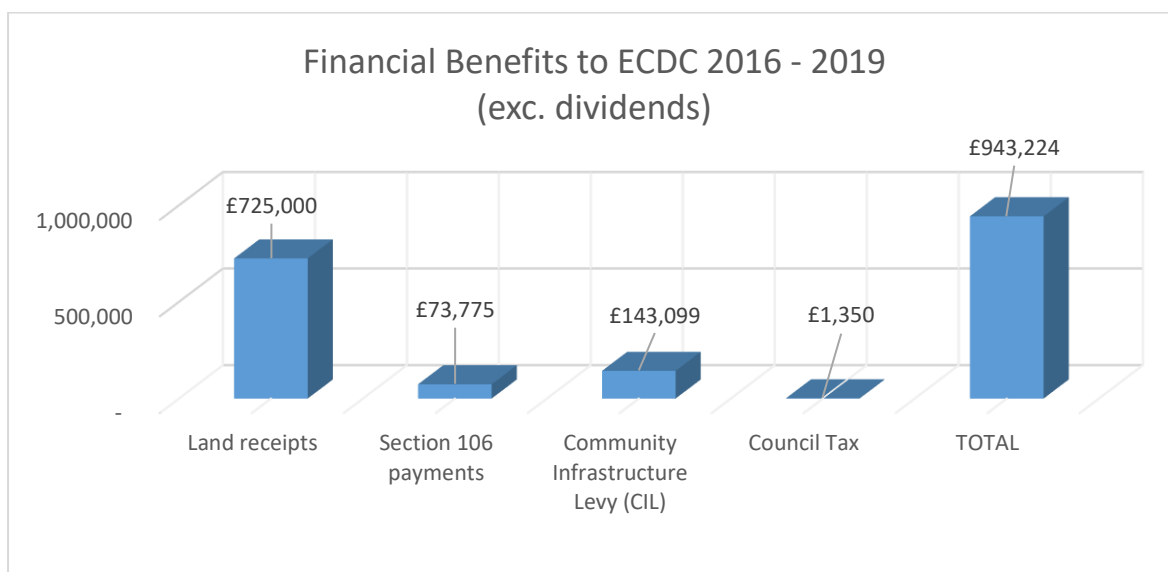 Financial Benefits to ECDC 2016 - 2019
(exc. dividends)
£943,224
£725,000
1,000,000
£73,775
£143,099
£1,350
500,000
-
Land receipts
Section 106
payments
Community
Infrastructure
Levy (CIL)
Council Tax
TOTAL